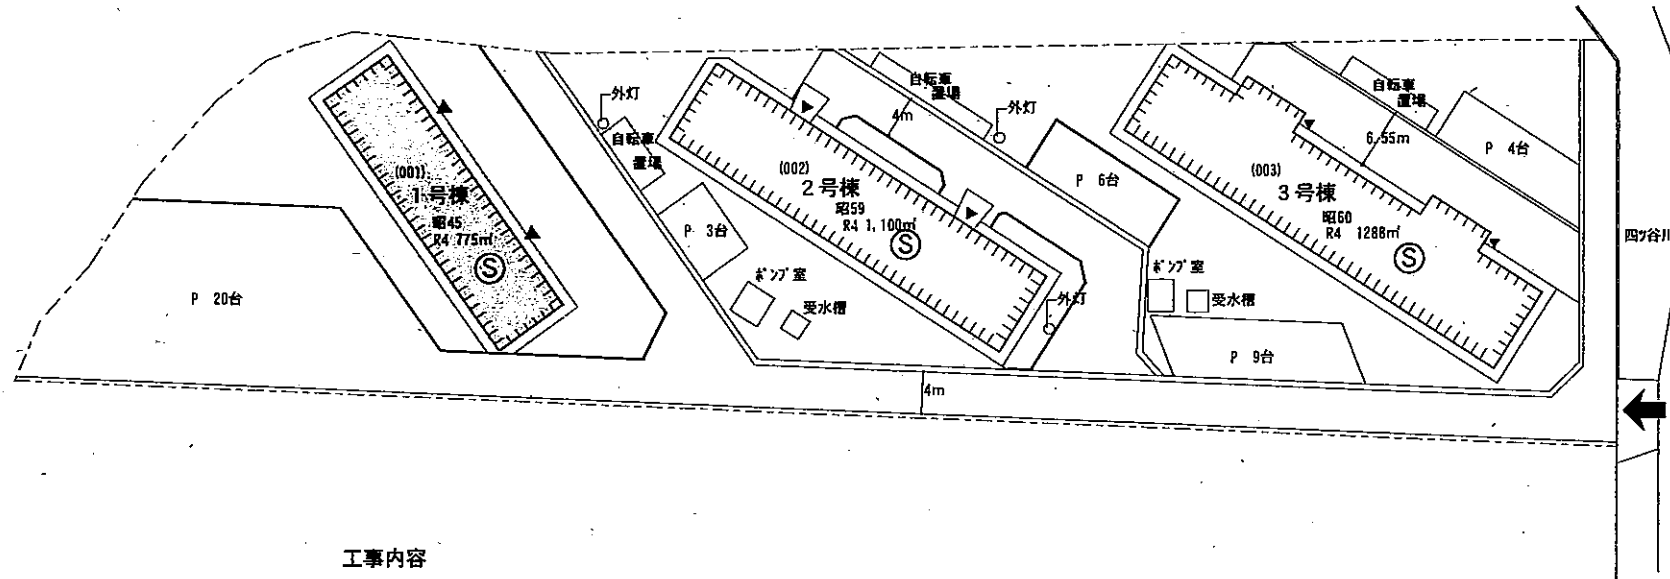 (001)
1号棟
昭45
R4 775㎡
Ⓢ
P 20台
外灯
自転車
置場
P 3台
ポンプ室
受水槽
(002)
2号棟
昭59
R4 1,100㎡
Ⓢ
4m
自転車
置場
外灯
P 6台
外灯
4m
ポンプ室
受水槽
P 9台
(003)
3号棟
昭60
R4 1288㎡
Ⓢ
6.55m
自転車
置場
P 4台
四ツ谷川
工事内容